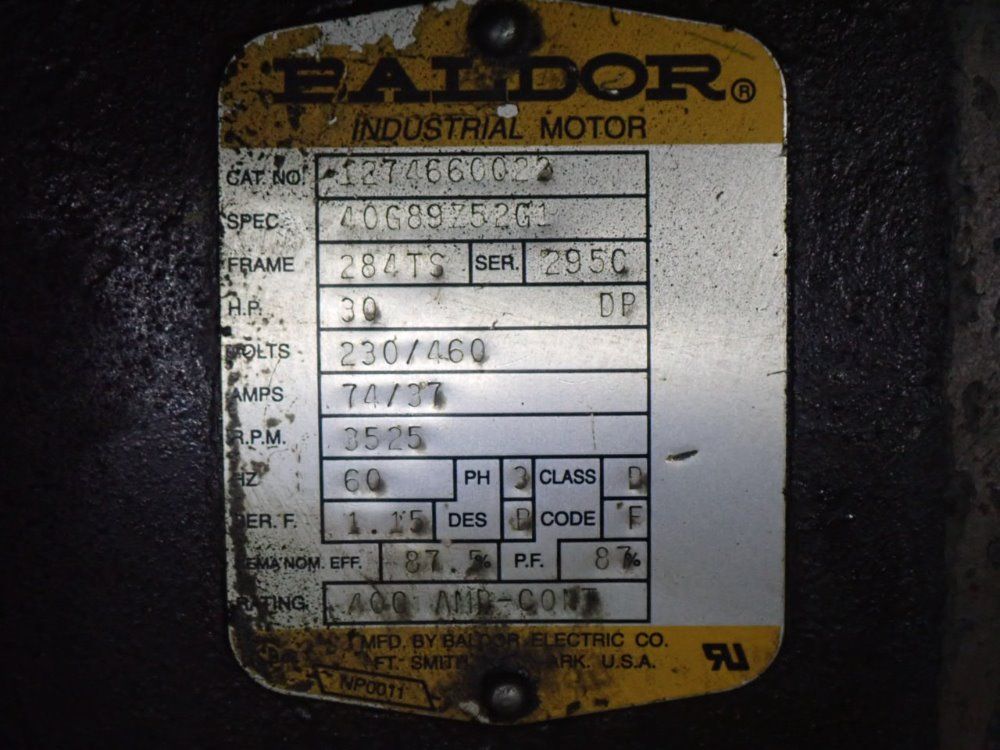 BALDOR®
INDUSTRIAL MOTOR
CAT. NO. 1274660023
SPEC. 40G89Z52G1
FRAME 284TS SER. 295C
H.P. 30 DP
VOLTS 230/460
AMPS 74/37
R.P.M. 3525
HZ 60 PH 3 CLASS
SER. F. 1.15 DES CODE F
NEMA NOM. EFF. 87.5% P.F. 87%
RATING 40C AMB-CONT
MFD. BY BALDOR ELECTRIC CO.
FT. SMITH, ARK. U.S.A.
NP0011